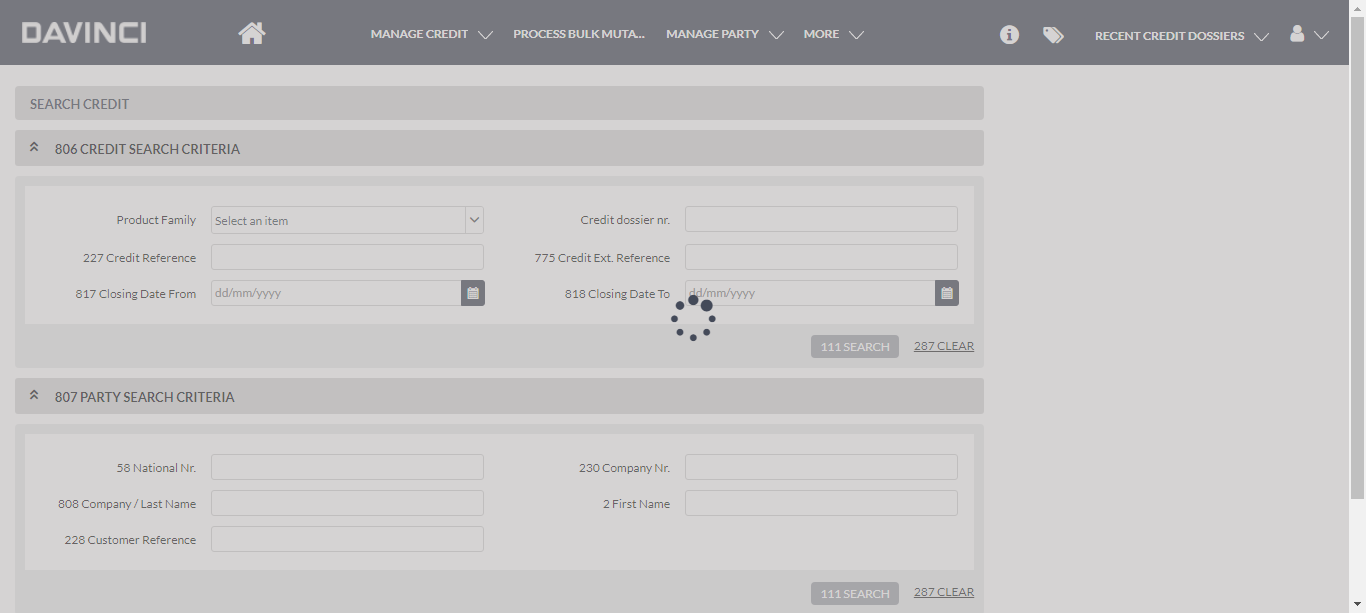 DAVINCI MANAGE CREDIT PROCESS BULK MUTA... MANAGE PARTY MORE RECENT CREDIT DOSSIERS
SEARCH CREDIT
806 CREDIT SEARCH CRITERIA
Product Family Select an item Credit dossier nr.
227 Credit Reference 775 Credit Ext. Reference
817 Closing Date From dd/mm/yyyy 818 Closing Date To dd/mm/yyyy
111 SEARCH 287 CLEAR
807 PARTY SEARCH CRITERIA
58 National Nr. 230 Company Nr.
808 Company / Last Name 2 First Name
228 Customer Reference
111 SEARCH 287 CLEAR